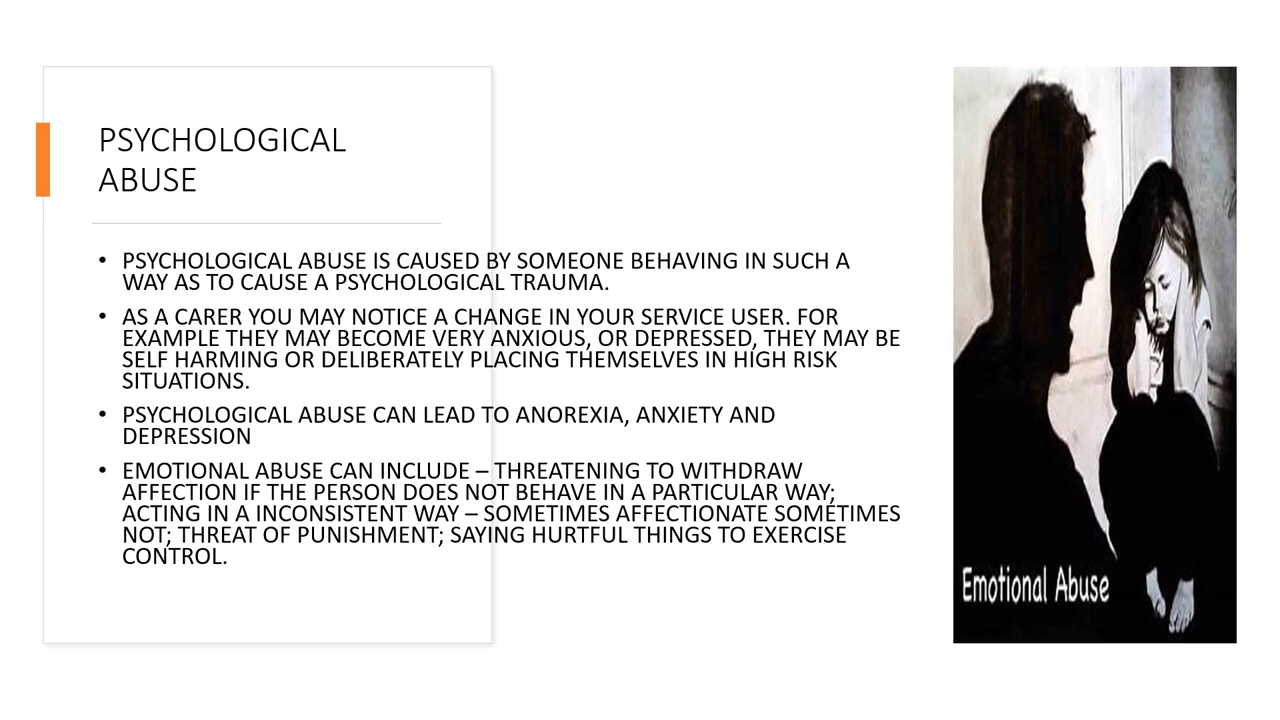 PSYCHOLOGICAL
ABUSE
• PSYCHOLOGICAL ABUSE IS CAUSED BY SOMEONE BEHAVING IN SUCH A
WAY AS TO CAUSE A PSYCHOLOGICAL TRAUMA.
• AS A CARER YOU MAY NOTICE A CHANGE IN YOUR SERVICE USER. FOR
EXAMPLE THEY MAY BECOME VERY ANXIOUS, OR DEPRESSED, THEY MAY BE
SELF HARMING OR DELIBERATELY PLACING THEMSELVES IN HIGH RISK
SITUATIONS.
• PSYCHOLOGICAL ABUSE CAN LEAD TO ANOREXIA, ANXIETY AND
DEPRESSION
• EMOTIONAL ABUSE CAN INCLUDE – THREATENING TO WITHDRAW
AFFECTION IF THE PERSON DOES NOT BEHAVE IN A PARTICULAR WAY;
ACTING IN A INCONSISTENT WAY – SOMETIMES AFFECTIONATE SOMETIMES
NOT; THREAT OF PUNISHMENT; SAYING HURTFUL THINGS TO EXERCISE
CONTROL.
Emotional Abuse